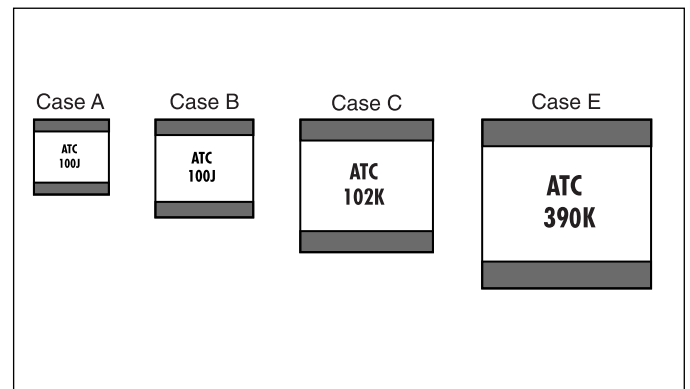 Case A
Case B
Case C
Case E
ATC
100J
ATC
100J
ATC
102K
ATC
390K